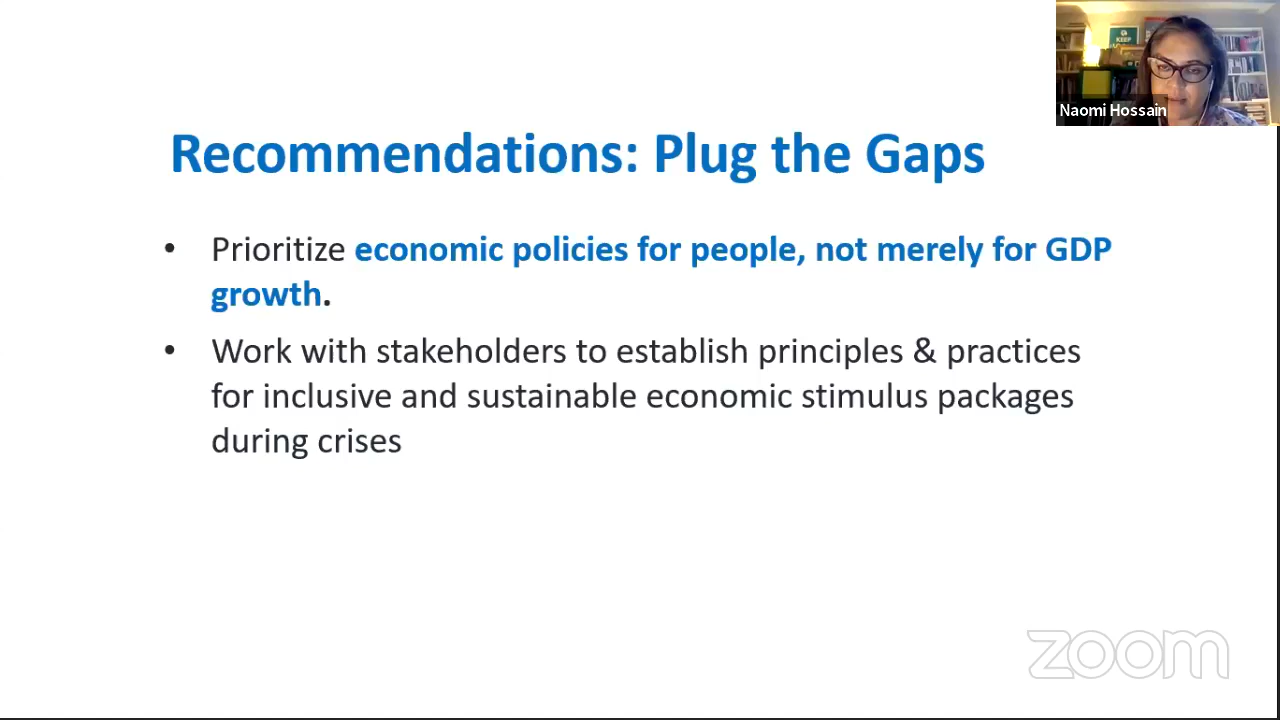 KEEP
Naomi Hossain
Recommendations: Plug the Gaps
• Prioritize economic policies for people, not merely for GDP
growth.
• Work with stakeholders to establish principles & practices
for inclusive and sustainable economic stimulus packages
during crises
zoom